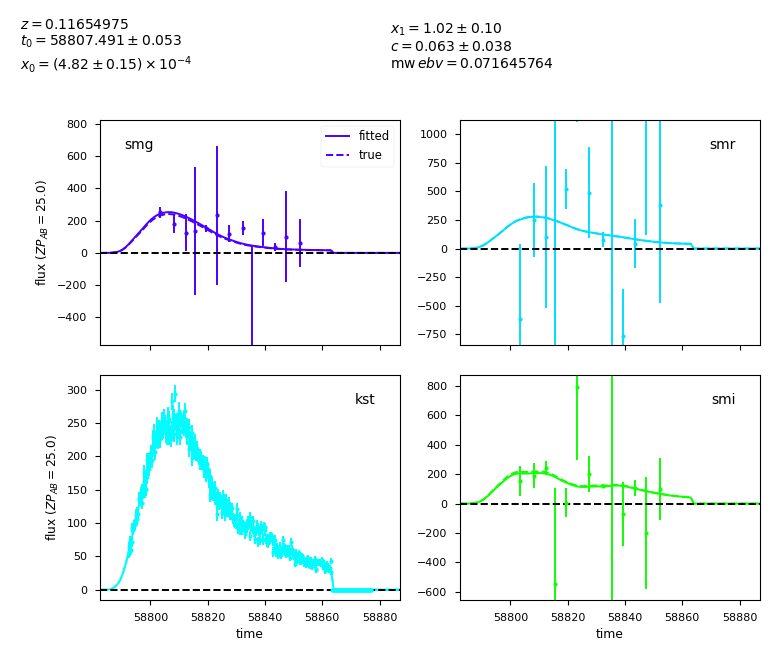 z = 0.11654975
t₀ = 58807.491 ± 0.053
x₀ = (4.82 ± 0.15) × 10⁻⁴
x₁ = 1.02 ± 0.10
c = 0.063 ± 0.038
mw ebv = 0.071645764
smg
fitted
true
800
600
400
200
0
−200
−400
flux (ZP_AB = 25.0)
smr
1000
750
500
250
0
−250
−500
−750
kst
300
250
200
150
100
50
0
flux (ZP_AB = 25.0)
58800 58820 58840 58860 58880
time
smi
800
600
400
200
0
−200
−400
−600
58800 58820 58840 58860 58880
time